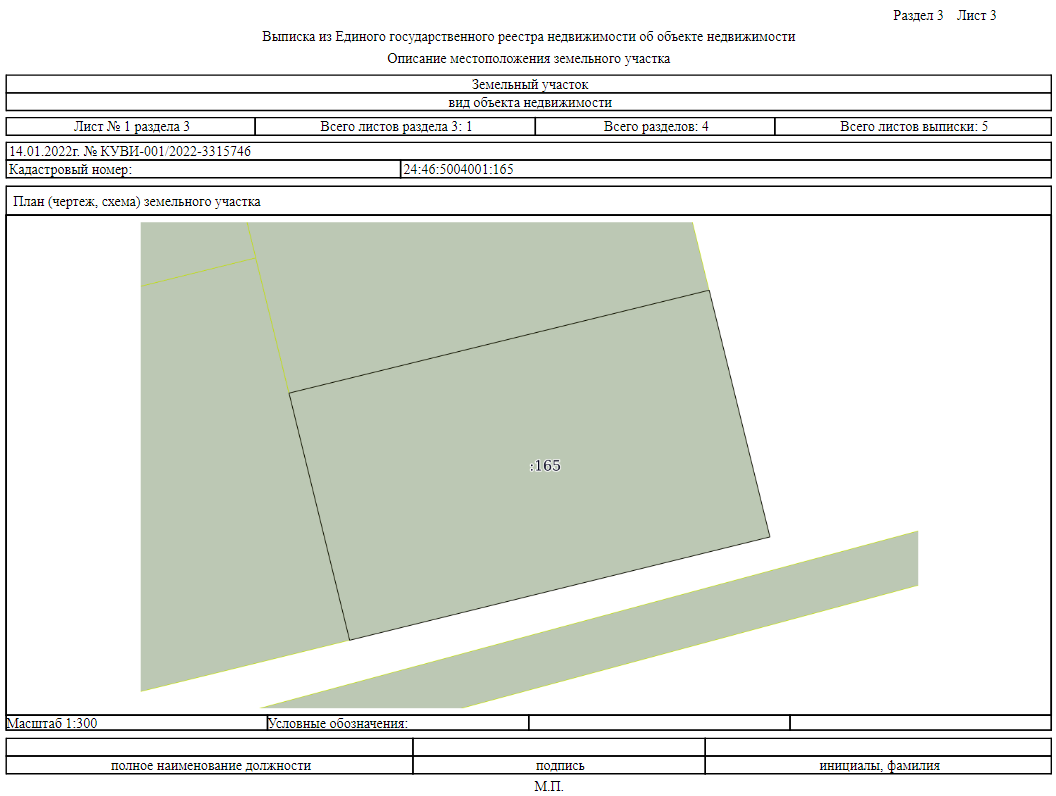 Раздел 3 Лист 3
Выписка из Единого государственного реестра недвижимости об объекте недвижимости
Описание местоположения земельного участка
Земельный участок
вид объекта недвижимости
Лист № 1 раздела 3 Всего листов раздела 3: 1 Всего разделов: 4 Всего листов выписки: 5
14.01.2022г. № КУВИ-001/2022-3315746
Кадастровый номер: 24:46:5004001:165
План (чертеж, схема) земельного участка
:165
Масштаб 1:300 Условные обозначения:
полное наименование должности подпись инициалы, фамилия
М.П.